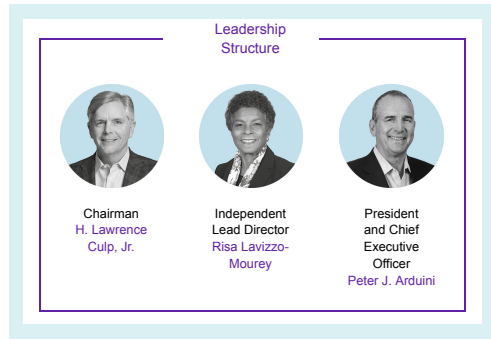 Leadership
Structure
Chairman
H. Lawrence
Culp, Jr.
Independent
Lead Director
Risa Lavizzo-
Mourey
President
and Chief
Executive
Officer
Peter J. Arduini